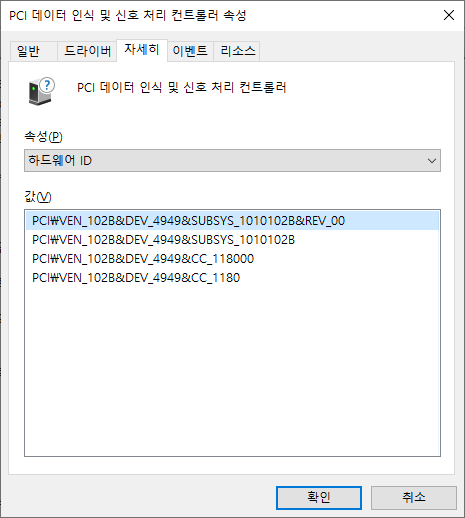 PCI 데이터 인식 및 신호 처리 컨트롤러 속성
일반 드라이버 자세히 이벤트 리소스
PCI 데이터 인식 및 신호 처리 컨트롤러
속성(P)
하드웨어 ID
값(V)
PCI₩VEN_102B&DEV_4949&SUBSYS_1010102B&REV_00
PCI₩VEN_102B&DEV_4949&SUBSYS_1010102B
PCI₩VEN_102B&DEV_4949&CC_118000
PCI₩VEN_102B&DEV_4949&CC_1180
확인 취소